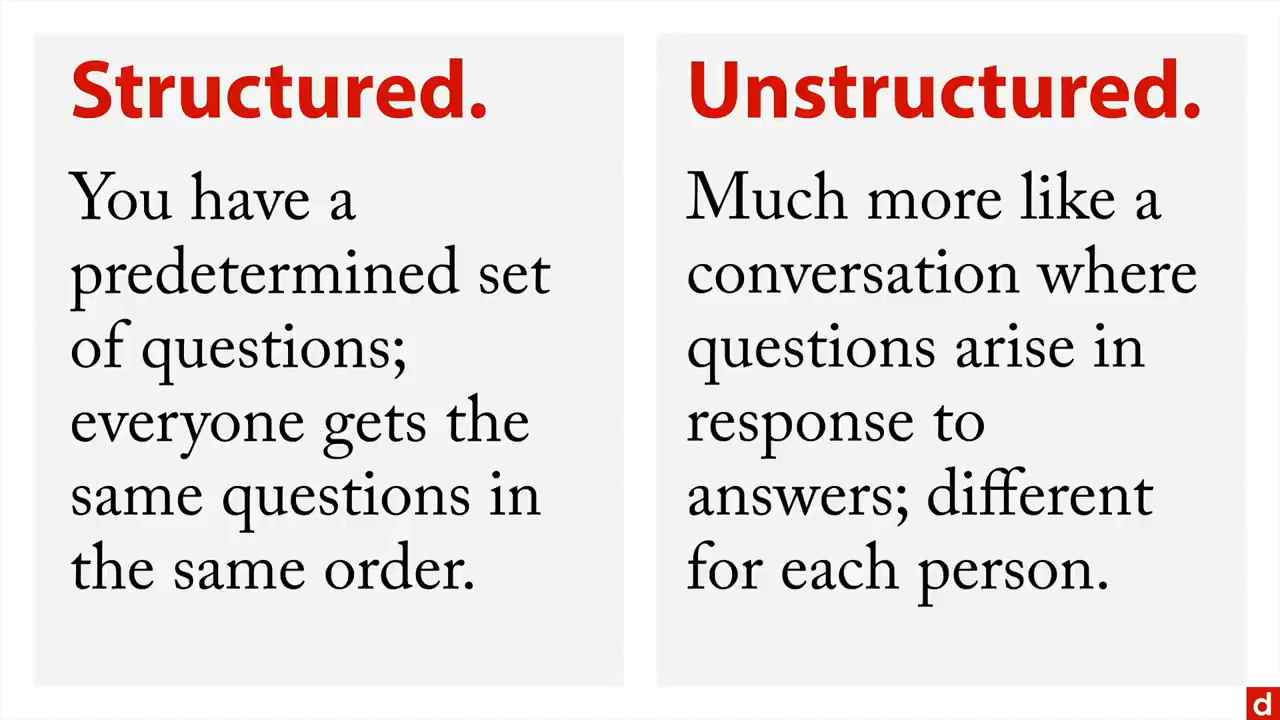 Structured.
You have a
predetermined set
of questions;
everyone gets the
same questions in
the same order.
Unstructured.
Much more like a
conversation where
questions arise in
response to
answers; different
for each person.
d